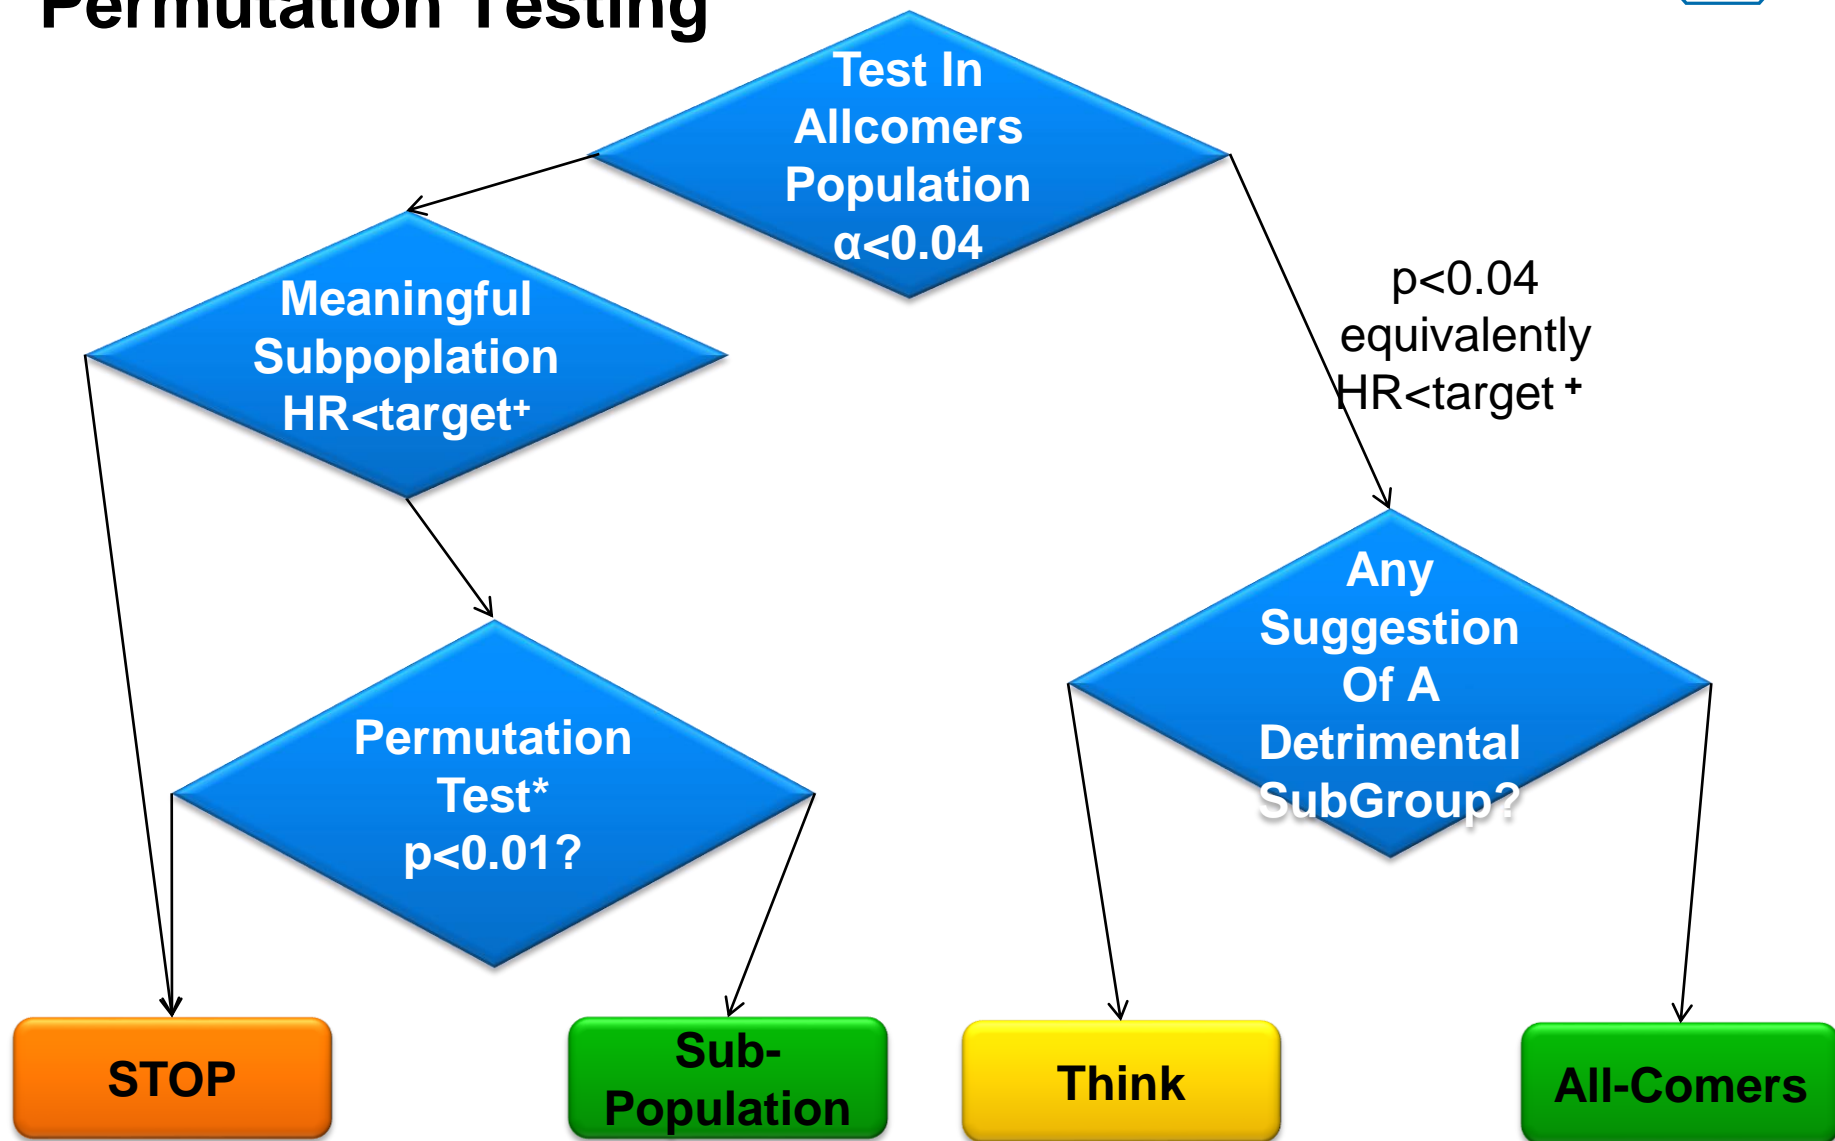 Permutation Testing
Test In
Allcomers
Population
α<0.04
Meaningful
Subpoplation
HR<target⁺
p<0.04
equivalently
HR<target ⁺
Any
Suggestion
Of A
Detrimental
SubGroup?
Permutation
Test*
p<0.01?
STOP
Sub-
Population
Think
All-Comers